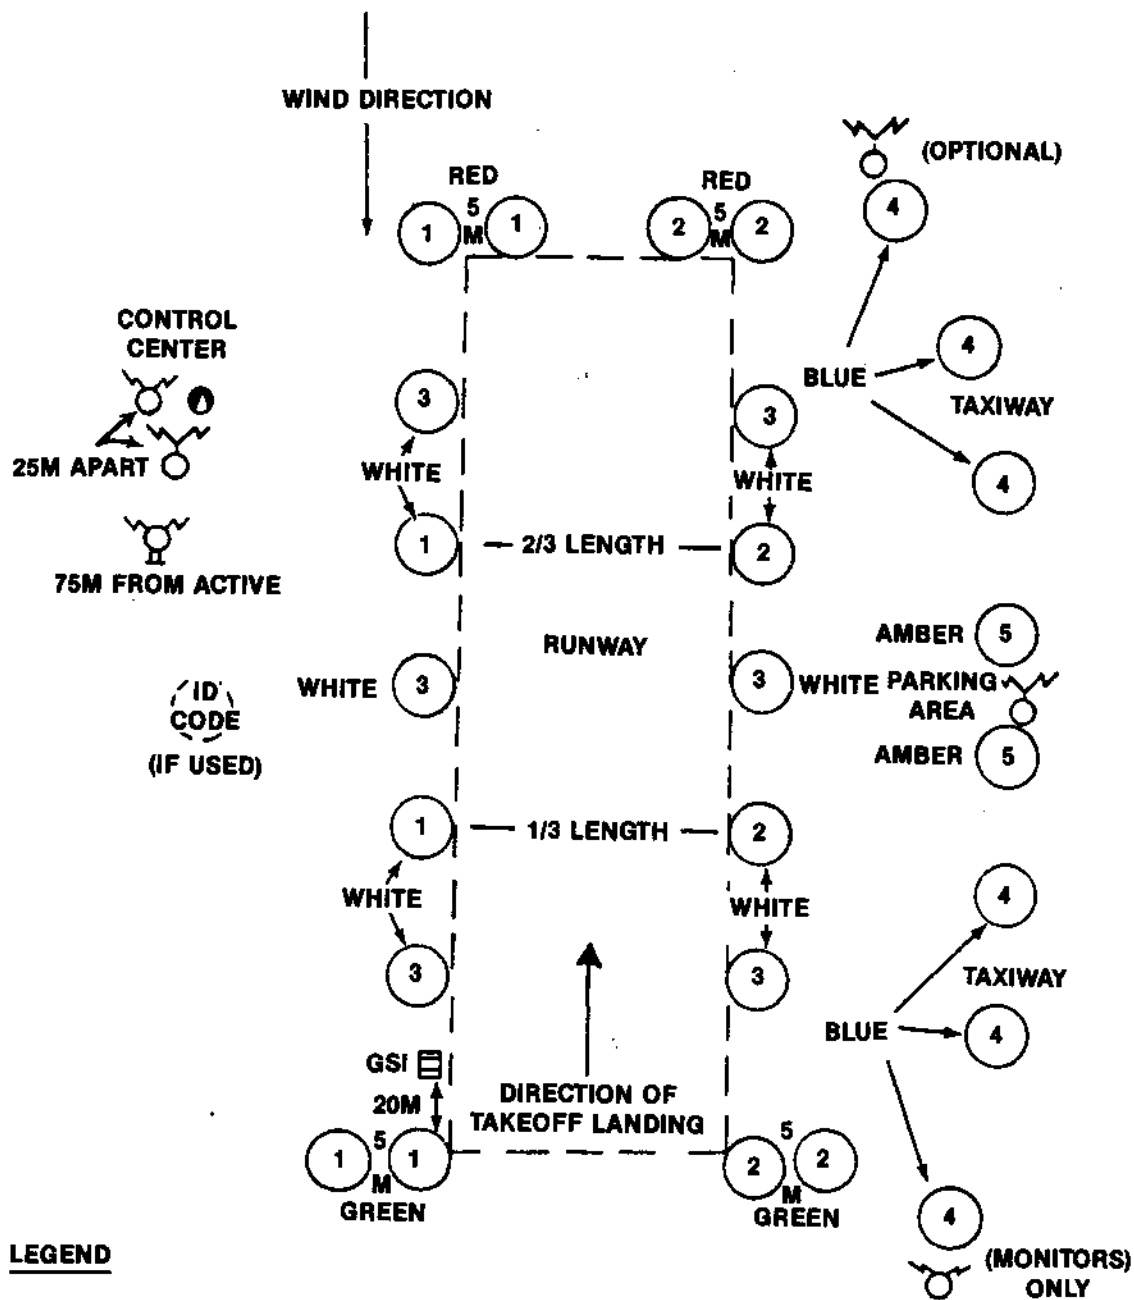 WIND DIRECTION
(OPTIONAL)
RED
RED
5
5
4
1
M
1
2
M
2
CONTROL
CENTER
4
BLUE
TAXIWAY
3
3
25M APART
WHITE
WHITE
4
1
2/3 LENGTH
2
75M FROM ACTIVE
AMBER
5
RUNWAY
ID
CODE
(IF USED)
WHITE
3
3
WHITE
PARKING
AREA
AMBER
5
1
1/3 LENGTH
2
WHITE
WHITE
4
3
3
TAXIWAY
BLUE
4
GSI
20M
DIRECTION OF
TAKEOFF LANDING
1
5
M
1
2
5
M
2
GREEN
GREEN
4
LEGEND
(MONITORS)
ONLY